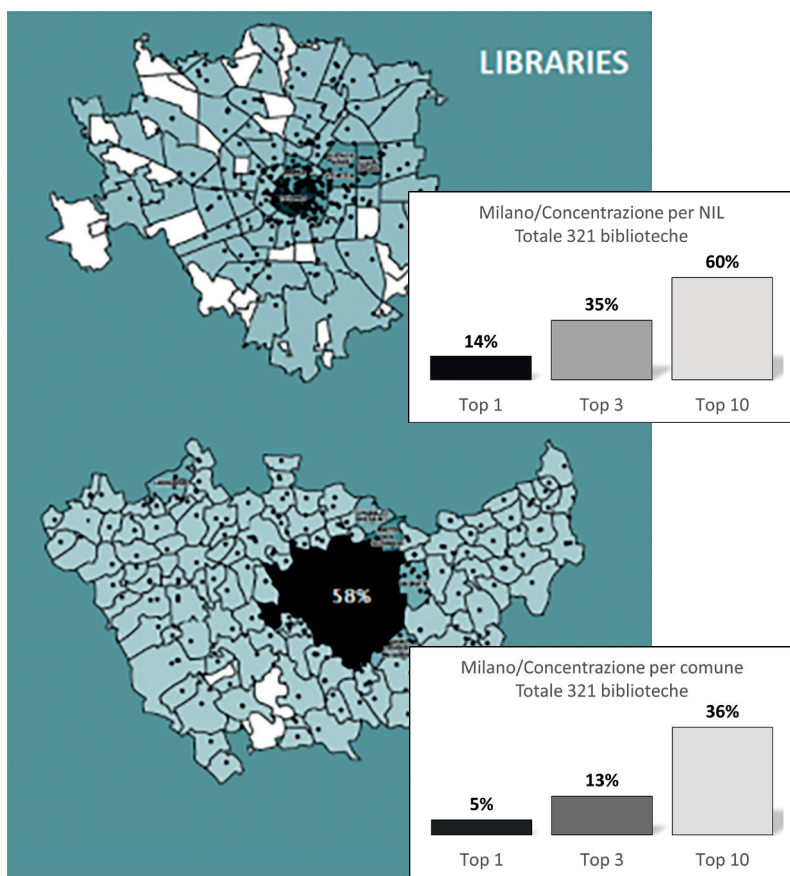 LIBRARIES
Milano/Concentrazione per NIL
Totale 321 biblioteche
60%
35%
14%
Top 1 Top 3 Top 10
58%
Milano/Concentrazione per comune
Totale 321 biblioteche
36%
13%
5%
Top 1 Top 3 Top 10